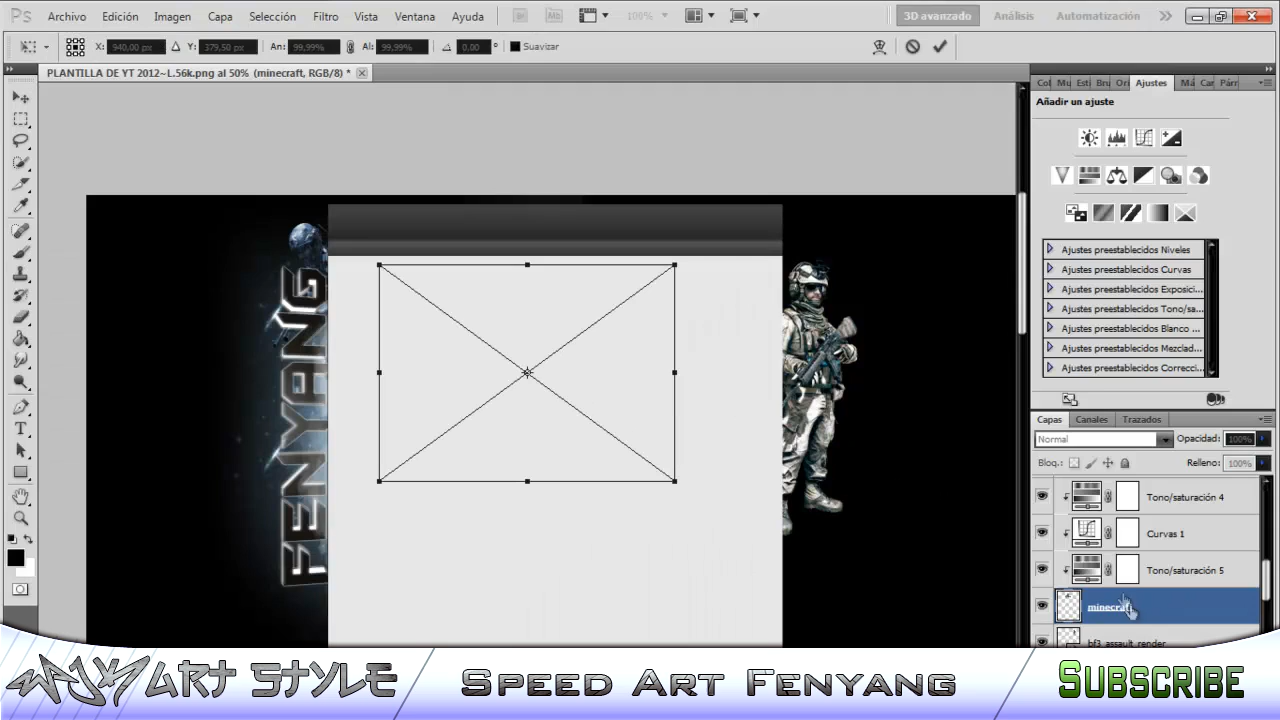 Ps Archivo Edición Imagen Capa Selección Filtro Vista Ventana Ayuda Br Mb 100% 3D avanzado Análisis Automatización
X: 940,00 px Y: 379,50 px An: 99,99% Al: 99,99% 0,00 ° Suavizar
PLANTILLA DE YT 2012~L.56k.png al 50% (minecraft, RGB/8) *
Ajustes
Añadir un ajuste
Ajustes preestablecidos Niveles
Ajustes preestablecidos Curvas
Ajustes preestablecidos Exposici...
Ajustes preestablecidos Tono/sa...
Ajustes preestablecidos Blanco ...
Ajustes preestablecidos Mezclad...
Ajustes preestablecidos Correcci...
Capas Canales Trazados
Normal Opacidad: 100%
Bloq.: Relleno: 100%
Tono/saturación 4
Curvas 1
Tono/saturación 5
minecraft
bf3_assault_render
FENYANG
ART STYLE
SPEED ART FENYANG
SUBSCRIBE